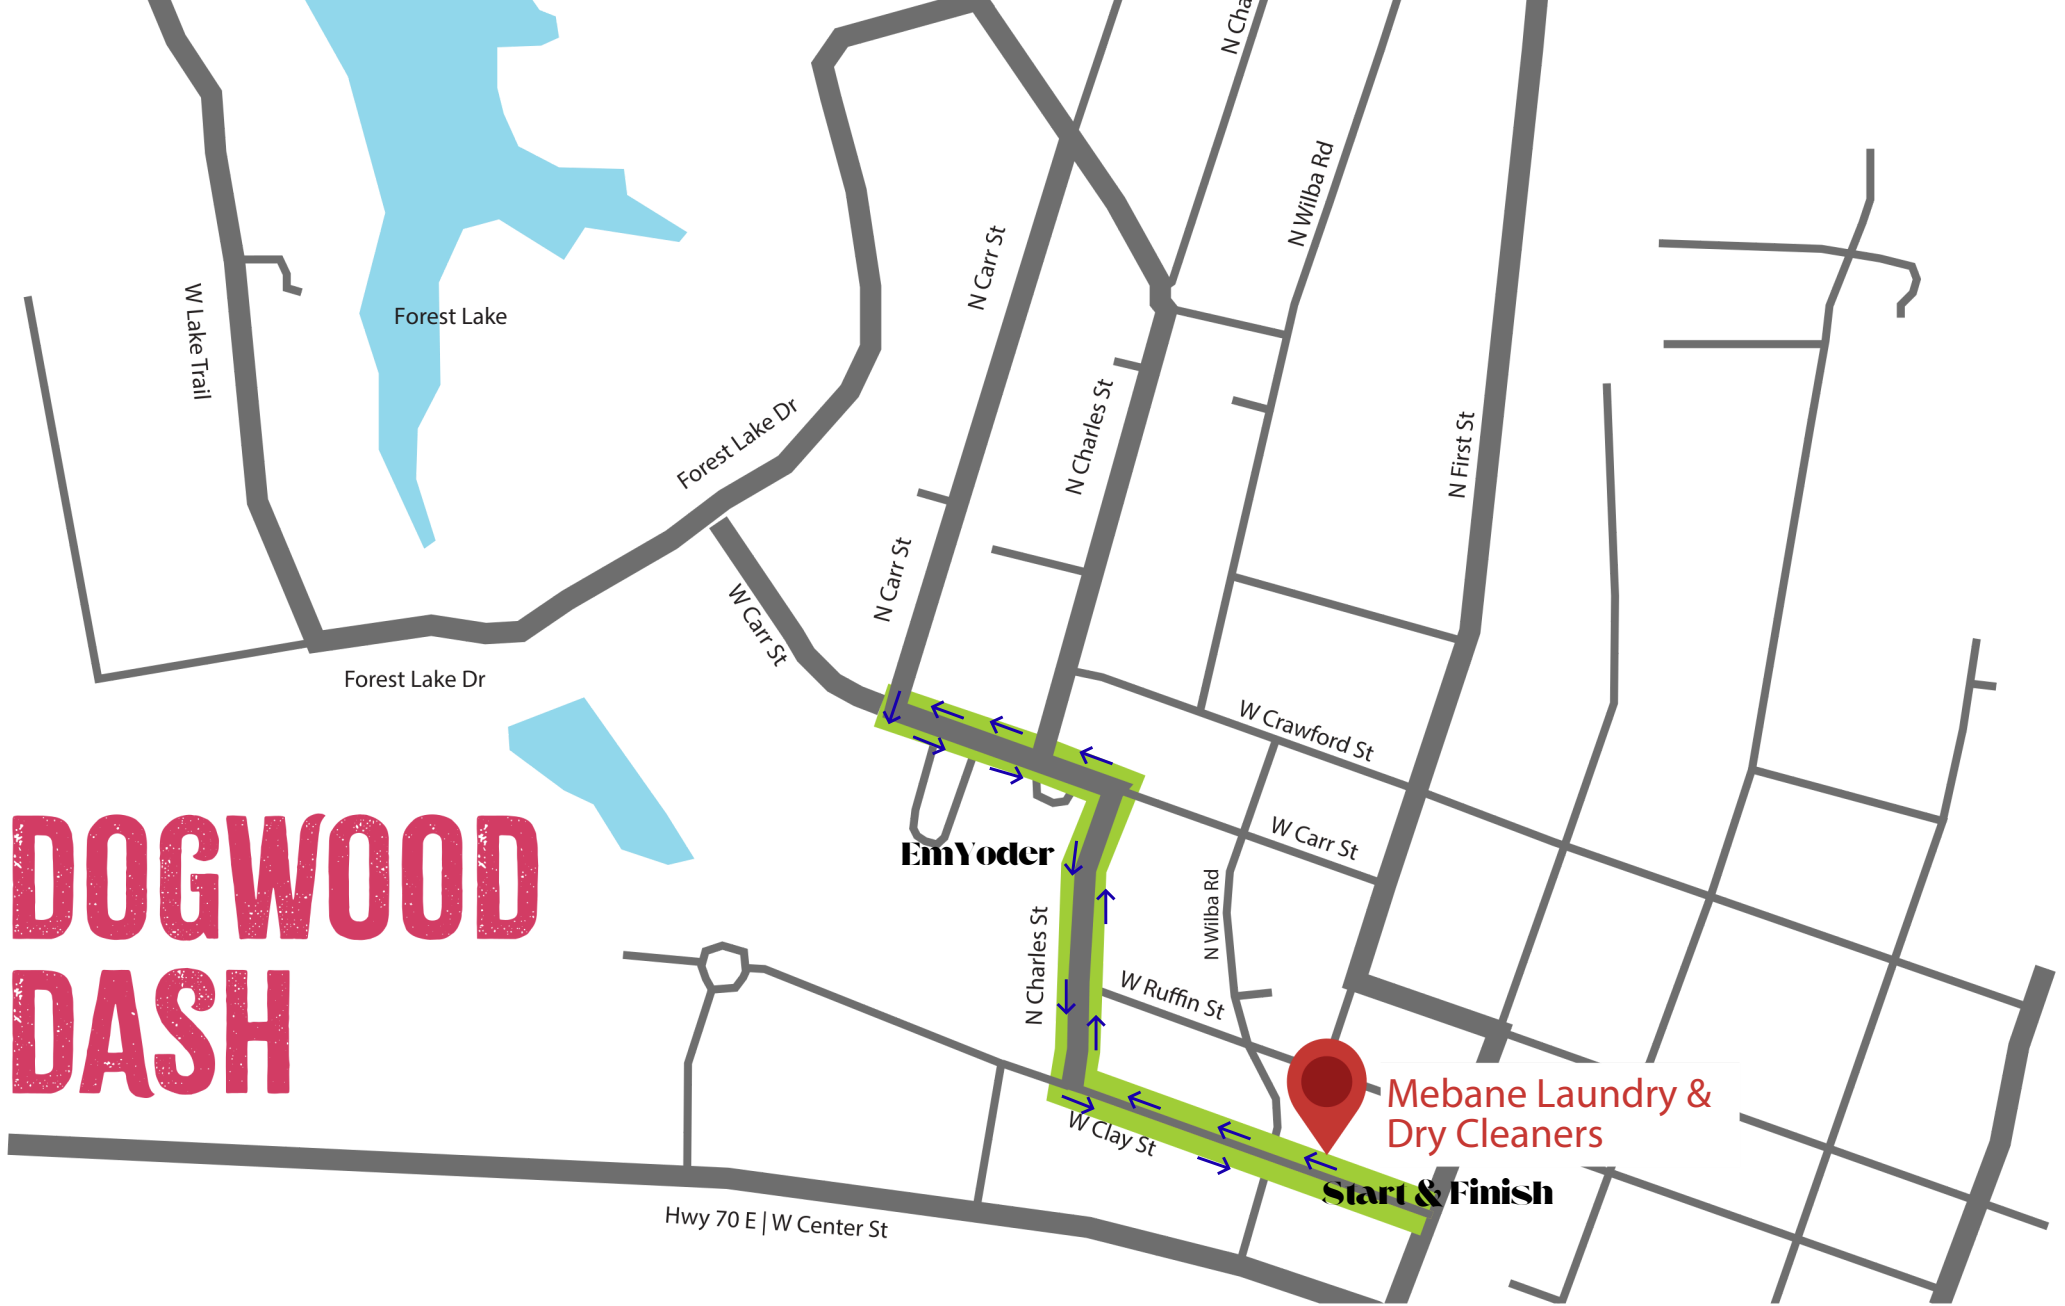 N Cha
N Wilba Rd
N Carr St
W Lake Trail
Forest Lake
N Charles St
Forest Lake Dr
N First St
N Carr St
W Carr St
Forest Lake Dr
W Crawford St
W Carr St
DOGWOOD
DASH
EmYoder
N Wilba Rd
N Charles St
W Ruffin St
Mebane Laundry &
Dry Cleaners
W Clay St
Start & Finish
Hwy 70 E | W Center St